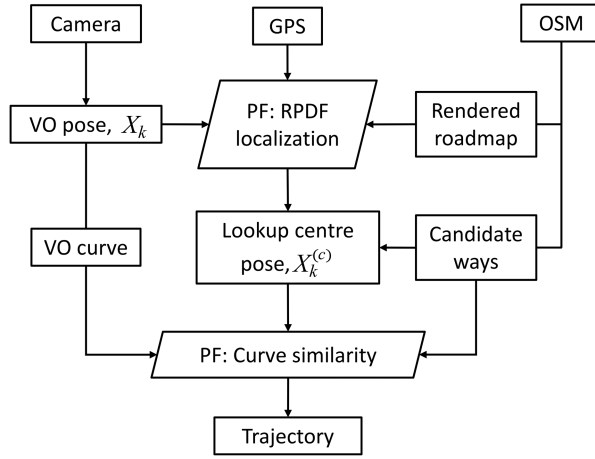 Camera
GPS
OSM
VO pose, X_k
PF: RPDF
localization
Rendered
roadmap
VO curve
Lookup centre
pose, X_k^{(c)}
Candidate
ways
PF: Curve similarity
Trajectory